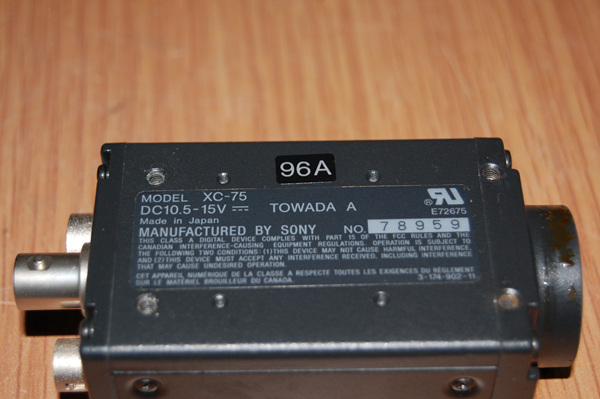 96A
MODEL XC-75
DC10.5-15V ⎓ TOWADA A
Made in Japan
E72675
MANUFACTURED BY SONY NO. 78959
THIS CLASS A DIGITAL DEVICE COMPLIES WITH PART 15 OF THE FCC RULES AND THE
CANADIAN INTERFERENCE-CAUSING EQUIPMENT REGULATIONS. OPERATION IS SUBJECT TO
THE FOLLOWING TWO CONDITIONS: (1)THIS DEVICE MAY NOT CAUSE HARMFUL INTERFERENCE,
AND (2)THIS DEVICE MUST ACCEPT ANY INTERFERENCE RECEIVED, INCLUDING INTERFERENCE
THAT MAY CAUSE UNDESIRED OPERATION.
CET APPAREIL NUMÉRIQUE DE LA CLASSE A RESPECTE TOUTES LES EXIGENCES DU RÈGLEMENT
SUR LE MATÉRIEL BROUILLEUR DU CANADA. 3-174-902-11